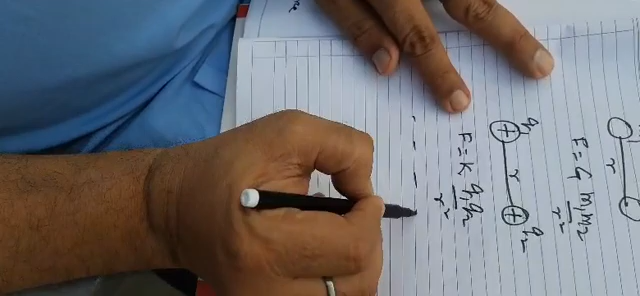 r
F = G m₁m₂
r²
q₁ q₂
+ r +
F = K q₁q₂
r²